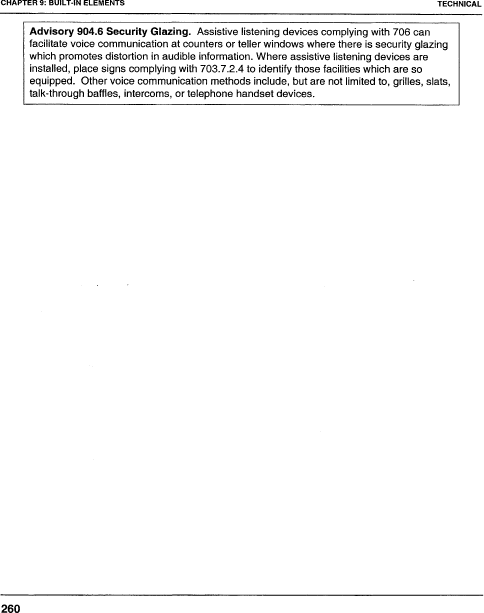 CHAPTER 9: BUILT-IN ELEMENTS TECHNICAL
Advisory 904.6 Security Glazing. Assistive listening devices complying with 706 can
facilitate voice communication at counters or teller windows where there is security glazing
which promotes distortion in audible information. Where assistive listening devices are
installed, place signs complying with 703.7.2.4 to identify those facilities which are so
equipped. Other voice communication methods include, but are not limited to, grilles, slats,
talk-through baffles, intercoms, or telephone handset devices.
260